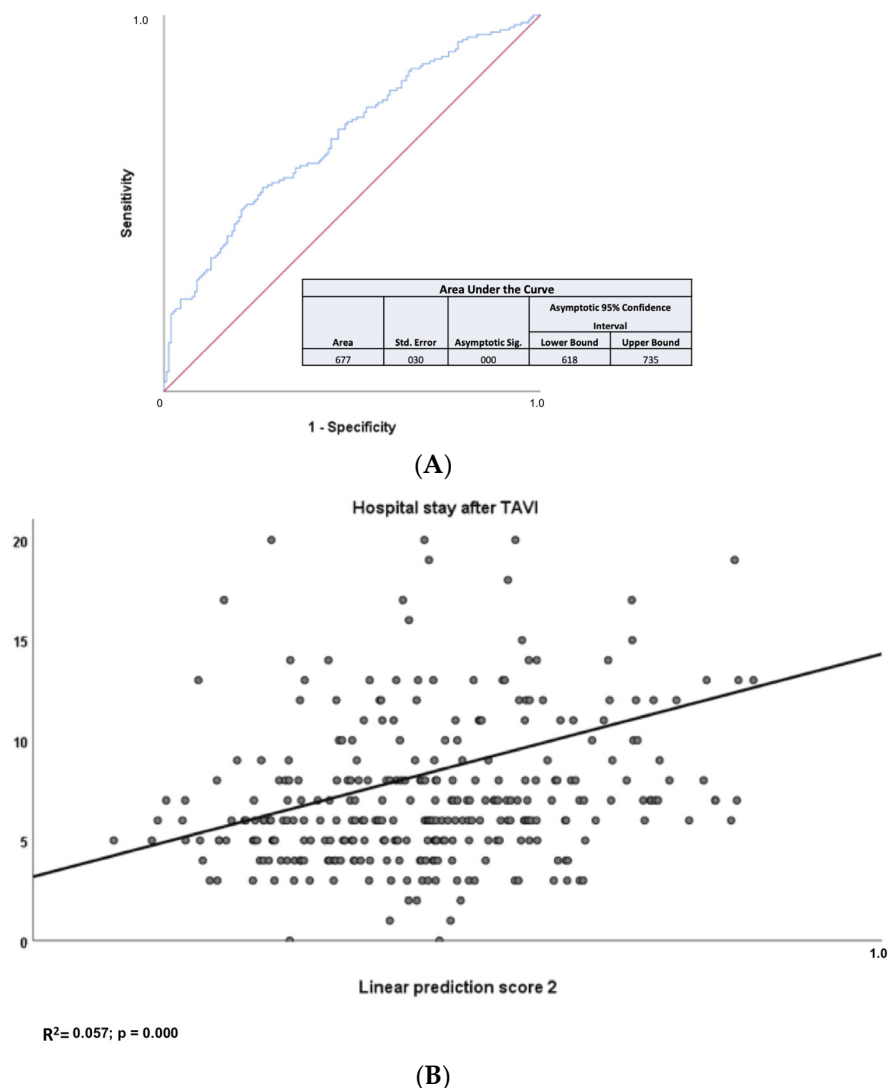 1.0
Sensitivity
Area Under the Curve
Asymptotic 95% Confidence
Interval
Area Std. Error Asymptotic Sig. Lower Bound Upper Bound
677 030 000 618 735
0 1.0
1 - Specificity
(A)
Hospital stay after TAVI
20
15
10
5
0
1.0
Linear prediction score 2
R²= 0.057; p = 0.000
(B)